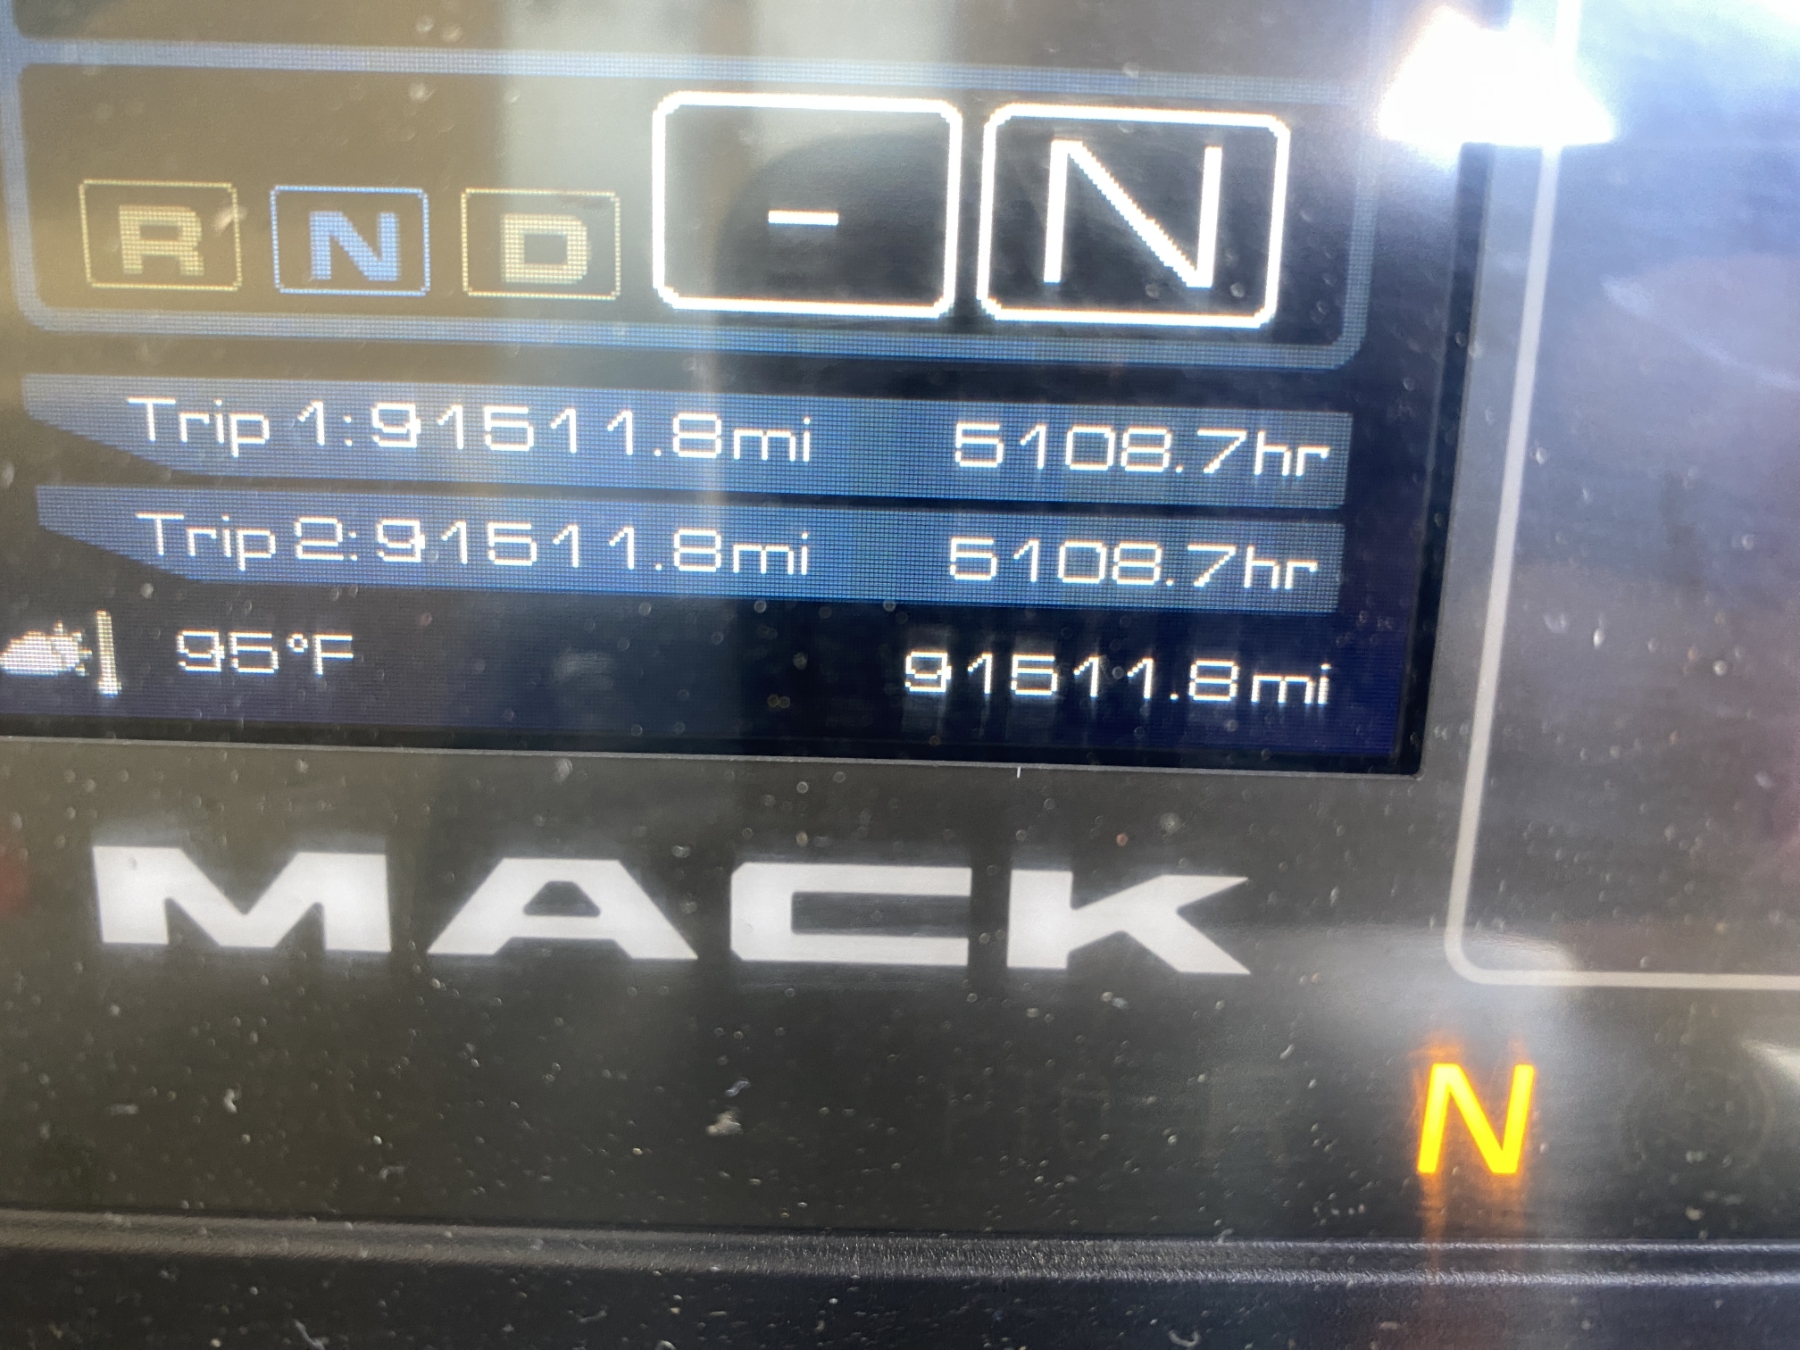 R N D - N
Trip 1: 91511.8mi 5108.7hr
Trip 2: 91511.8mi 5108.7hr
95°F 91511.8mi
MACK
N